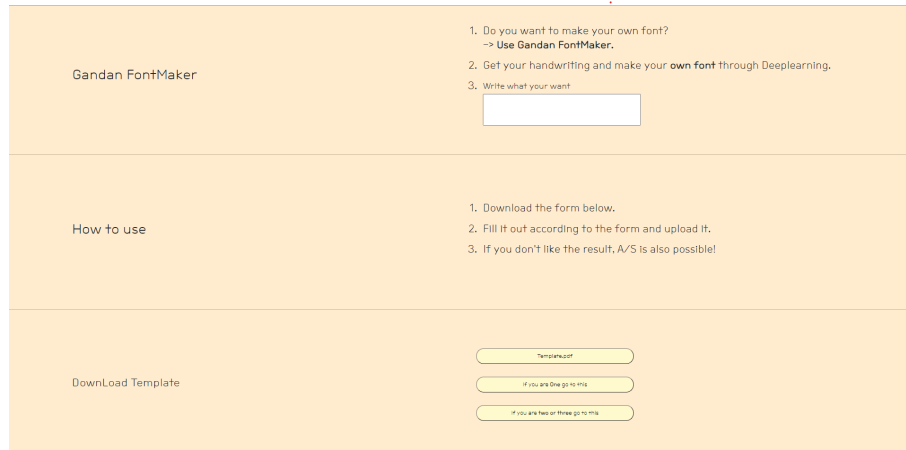 Gandan FontMaker
1. Do you want to make your own font?
-> Use Gandan FontMaker.
2. Get your handwriting and make your own font through Deeplearning.
3. Write what your want
How to use
1. Download the form below.
2. Fill it out according to the form and upload it.
3. If you don't like the result, A/S is also possible!
DownLoad Template
Template.pdf
If you are One go to this
If you are two or three go to this